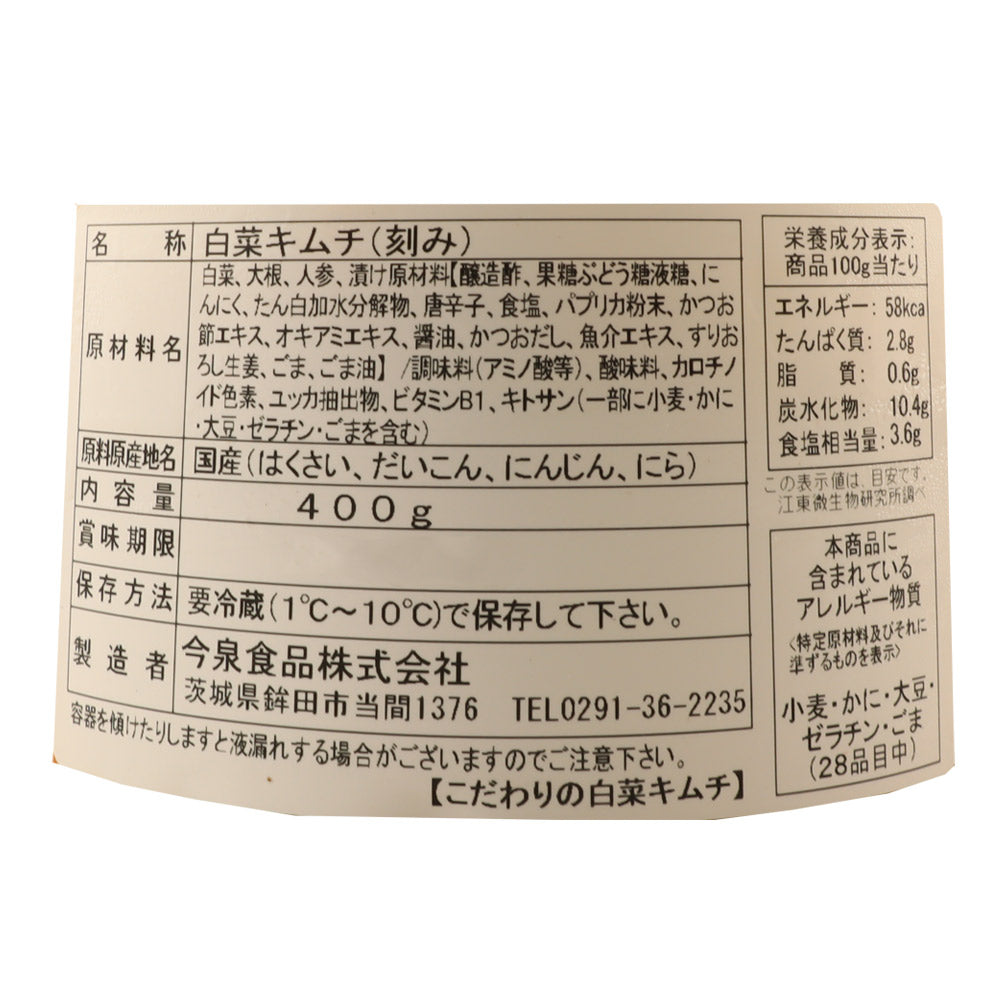 名 称 白菜キムチ(刻み)
原材料名
白菜、大根、人参、漬け原材料【醸造酢、果糖ぶどう糖液糖、に
んにく、たん白加水分解物、唐辛子、食塩、パプリカ粉末、かつお
節エキス、オキアミエキス、醤油、かつおだし、魚介エキス、すりお
ろし生姜、ごま、ごま油】 /調味料(アミノ酸等)、酸味料、カロチノ
イド色素、ユッカ抽出物、ビタミンB1、キトサン(一部に小麦・かに
・大豆・ゼラチン・ごまを含む)
原料原産地名 国産(はくさい、だいこん、にんじん、にら)
内容量 400g
賞味期限
保存方法 要冷蔵(1℃～10℃)で保存して下さい。
製造者 今泉食品株式会社
茨城県鉾田市当間1376 TEL0291-36-2235
容器を傾けたりしますと液漏れする場合がございますのでご注意下さい。
【こだわりの白菜キムチ】
栄養成分表示:
商品100g当たり
エネルギー: 58kca
たんぱく質: 2.8g
脂 質: 0.6g
炭水化物: 10.4g
食塩相当量: 3.6g
この表示値は、目安です。
江東微生物研究所調べ
本商品に
含まれている
アレルギー物質
<特定原材料及びそれに
準ずるものを表示>
小麦・かに・大豆・
ゼラチン・ごま
(28品目中)